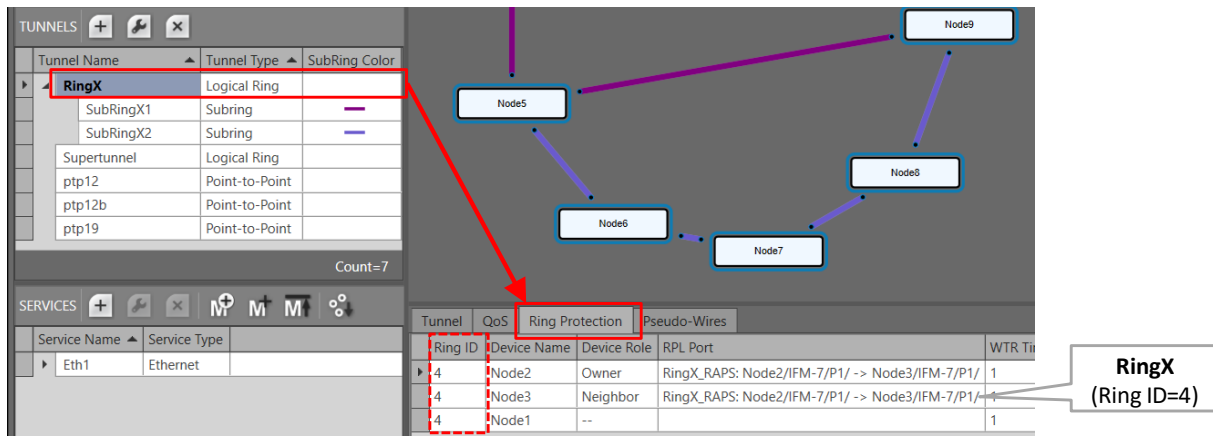 TUNNELS
Tunnel Name Tunnel Type SubRing Color
RingX Logical Ring
SubRingX1 Subring
SubRingX2 Subring
Supertunnel Logical Ring
ptp12 Point-to-Point
ptp12b Point-to-Point
ptp19 Point-to-Point
Count=7
SERVICES M M M
Service Name Service Type
Eth1 Ethernet
Node9
Node5
Node8
Node6
Node7
Tunnel QoS Ring Protection Pseudo-Wires
Ring ID Device Name Device Role RPL Port WTR Tir
4 Node2 Owner RingX_RAPS: Node2/IFM-7/P1/ -> Node3/IFM-7/P1/ 1
4 Node3 Neighbor RingX_RAPS: Node2/IFM-7/P1/ -> Node3/IFM-7/P1/ 1
4 Node1 -- 1
RingX
(Ring ID=4)